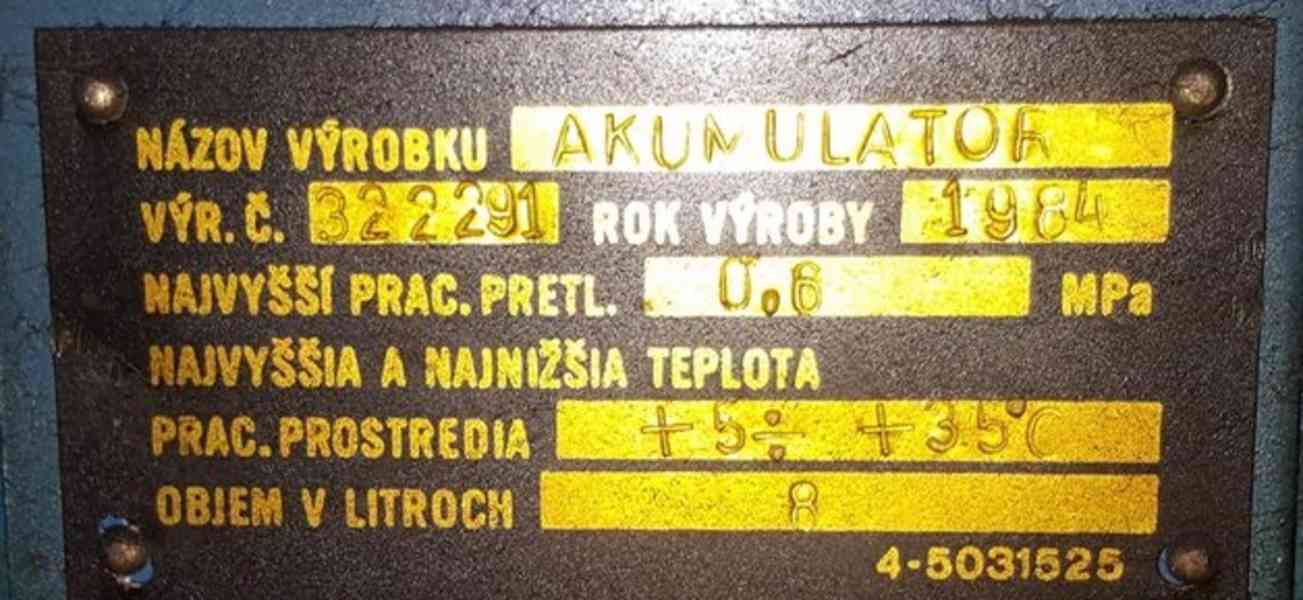 NÁZOV VÝROBKU AKUMULATOR
VÝR. Č. 322291 ROK VÝROBY 1984
NAJVYŠŠÍ PRAC. PRETL. 0,6 MPa
NAJVYŠŠIA A NAJNIŽŠIA TEPLOTA
PRAC. PROSTREDIA +5 ÷ +35°C
OBJEM V LITROCH 8
4-5031525